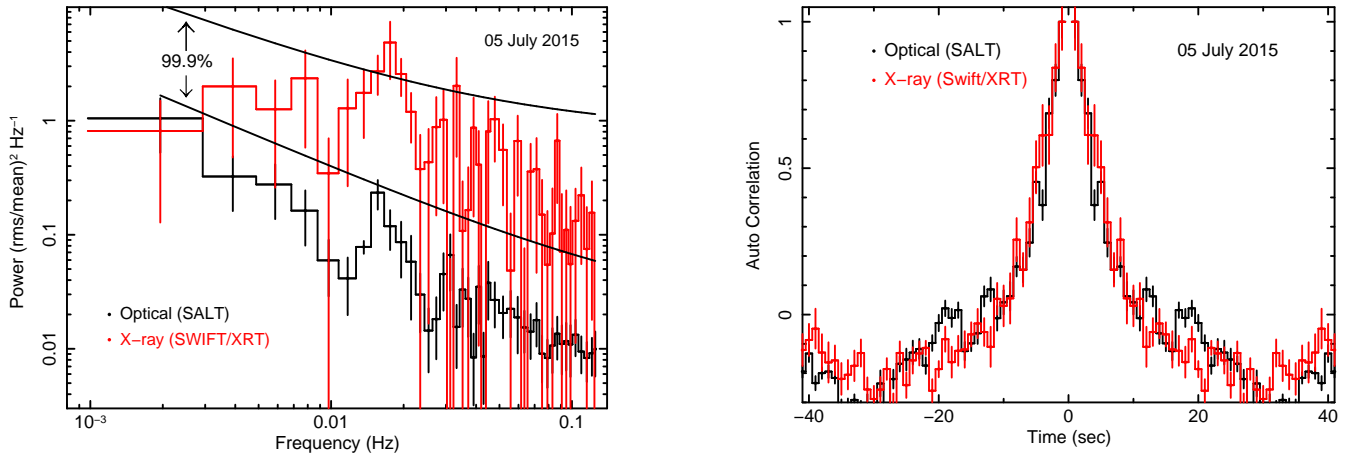 05 July 2015
99.9%
Optical (SALT)
X−ray (SWIFT/XRT)
Power (rms/mean)² Hz⁻¹
10
1
0.1
0.01
10⁻³ 0.01 0.1
Frequency (Hz)
Optical (SALT) 05 July 2015
X−ray (Swift/XRT)
Auto Correlation
1
0.5
0
−40 −20 0 20 40
Time (sec)